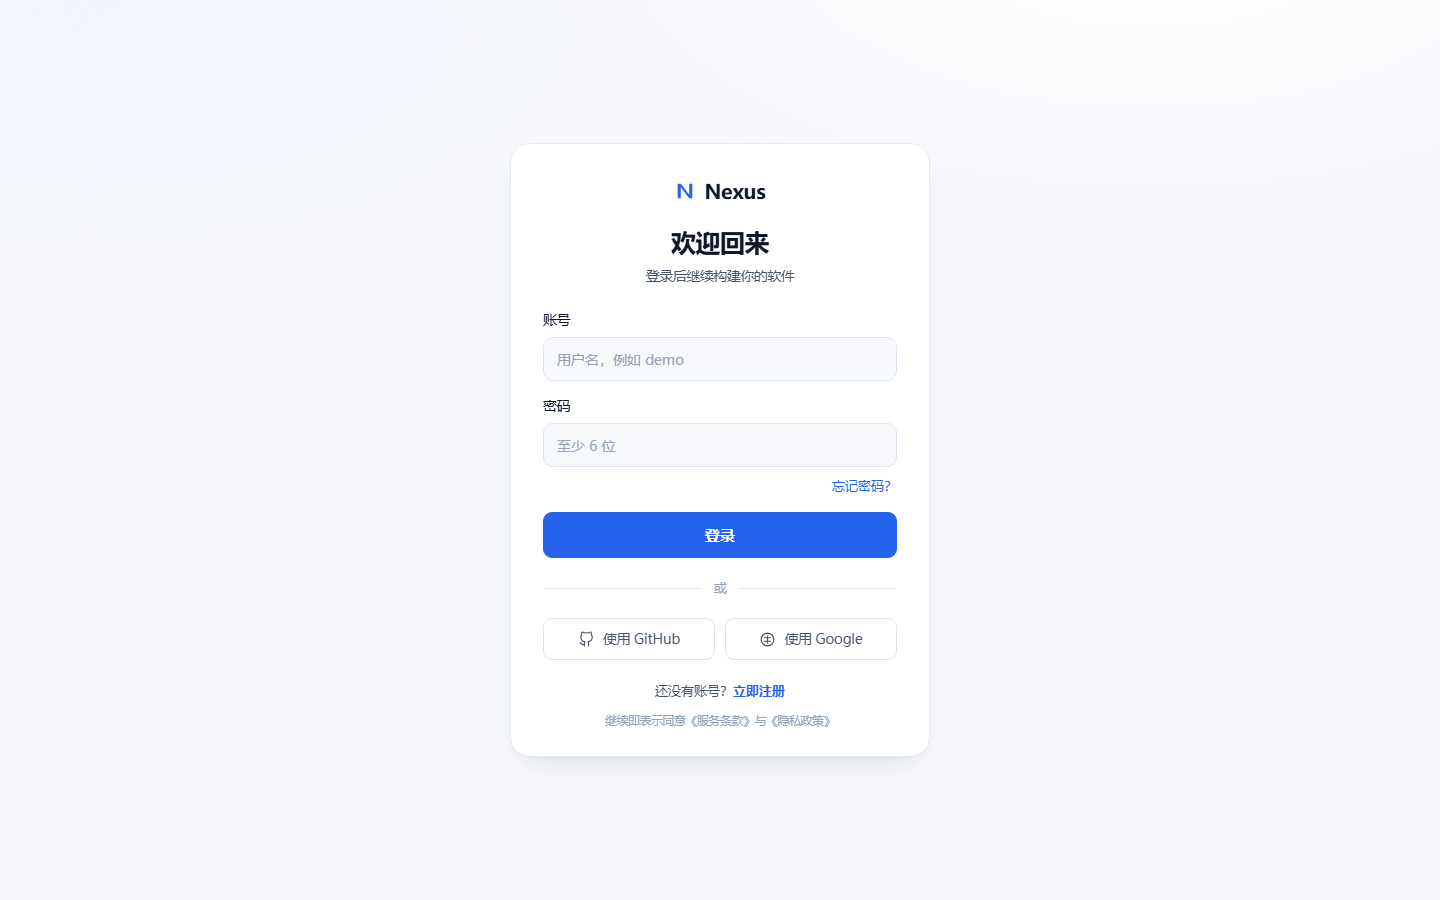 N Nexus
欢迎回来
登录后继续构建你的软件
账号
用户名，例如 demo
密码
至少 6 位
忘记密码？
登录
或
使用 GitHub
使用 Google
还没有账号？立即注册
继续即表示同意《服务条款》与《隐私政策》